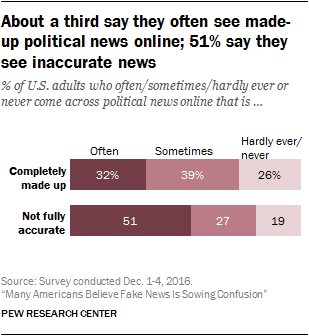 About a third say they often see made-
up political news online; 51% say they
see inaccurate news
% of U.S. adults who often/sometimes/hardly ever or
never come across political news online that is ...
Hardly ever/
Often Sometimes never
Completely
made up 32% 39% 26%
Not fully
accurate 51 27 19
Source: Survey conducted Dec. 1-4, 2016.
“Many Americans Believe Fake News Is Sowing Confusion”
PEW RESEARCH CENTER